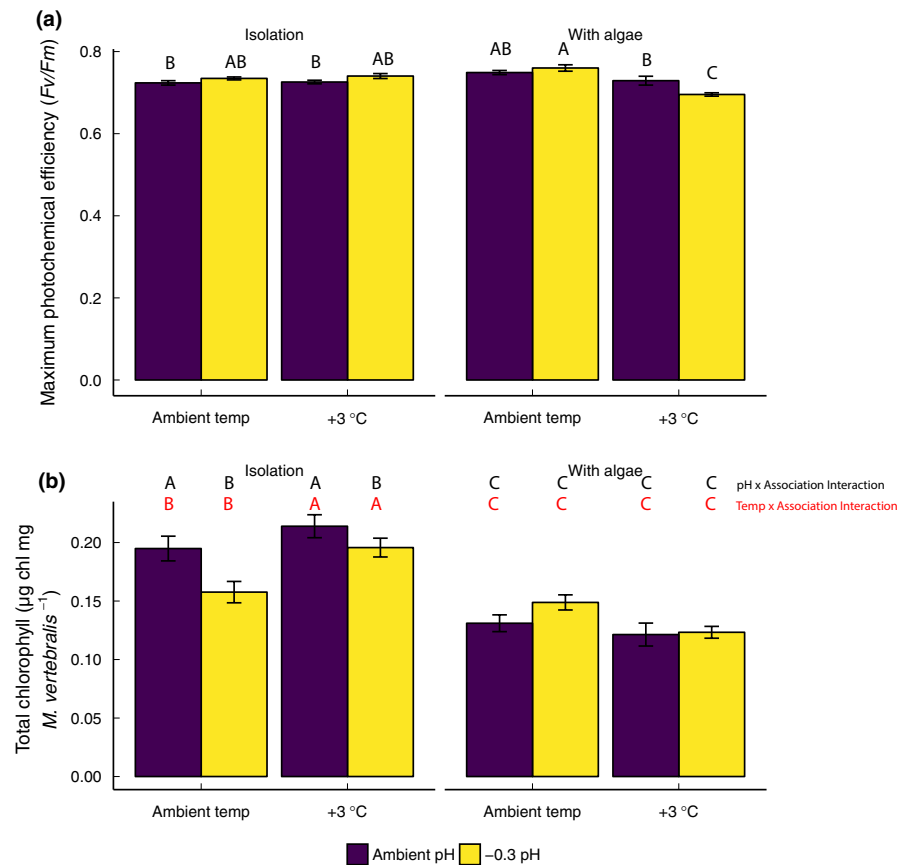 (a)
Isolation With algae
Maximum photochemical efficiency (Fv/Fm)
0.8
0.6
0.4
0.2
0.0
B AB B AB AB A B C
Ambient temp +3 °C Ambient temp +3 °C
(b)
Isolation With algae
A B A B C C C C pH x Association Interaction
B B A A C C C C Temp x Association Interaction
Total chlorophyll (μg chl mg
M. vertebralis⁻¹)
0.20
0.15
0.10
0.05
0.00
Ambient temp +3 °C Ambient temp +3 °C
Ambient pH −0.3 pH